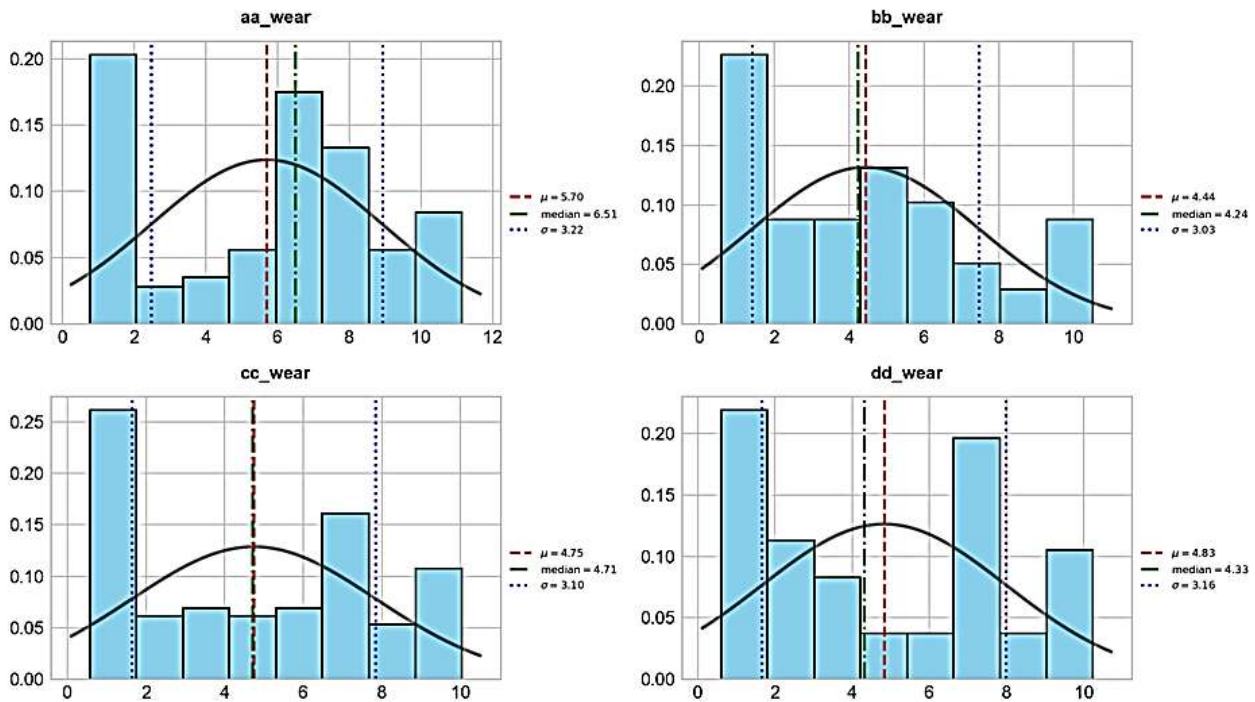 aa_wear
0.20
0.15
0.10
0.05
0.00
0 2 4 6 8 10 12
μ = 5.70
median = 6.51
σ = 3.22
bb_wear
0.20
0.15
0.10
0.05
0.00
0 2 4 6 8 10
μ = 4.44
median = 4.24
σ = 3.03
cc_wear
0.25
0.20
0.15
0.10
0.05
0.00
0 2 4 6 8 10
μ = 4.75
median = 4.71
σ = 3.10
dd_wear
0.20
0.15
0.10
0.05
0.00
0 2 4 6 8 10
μ = 4.83
median = 4.33
σ = 3.16